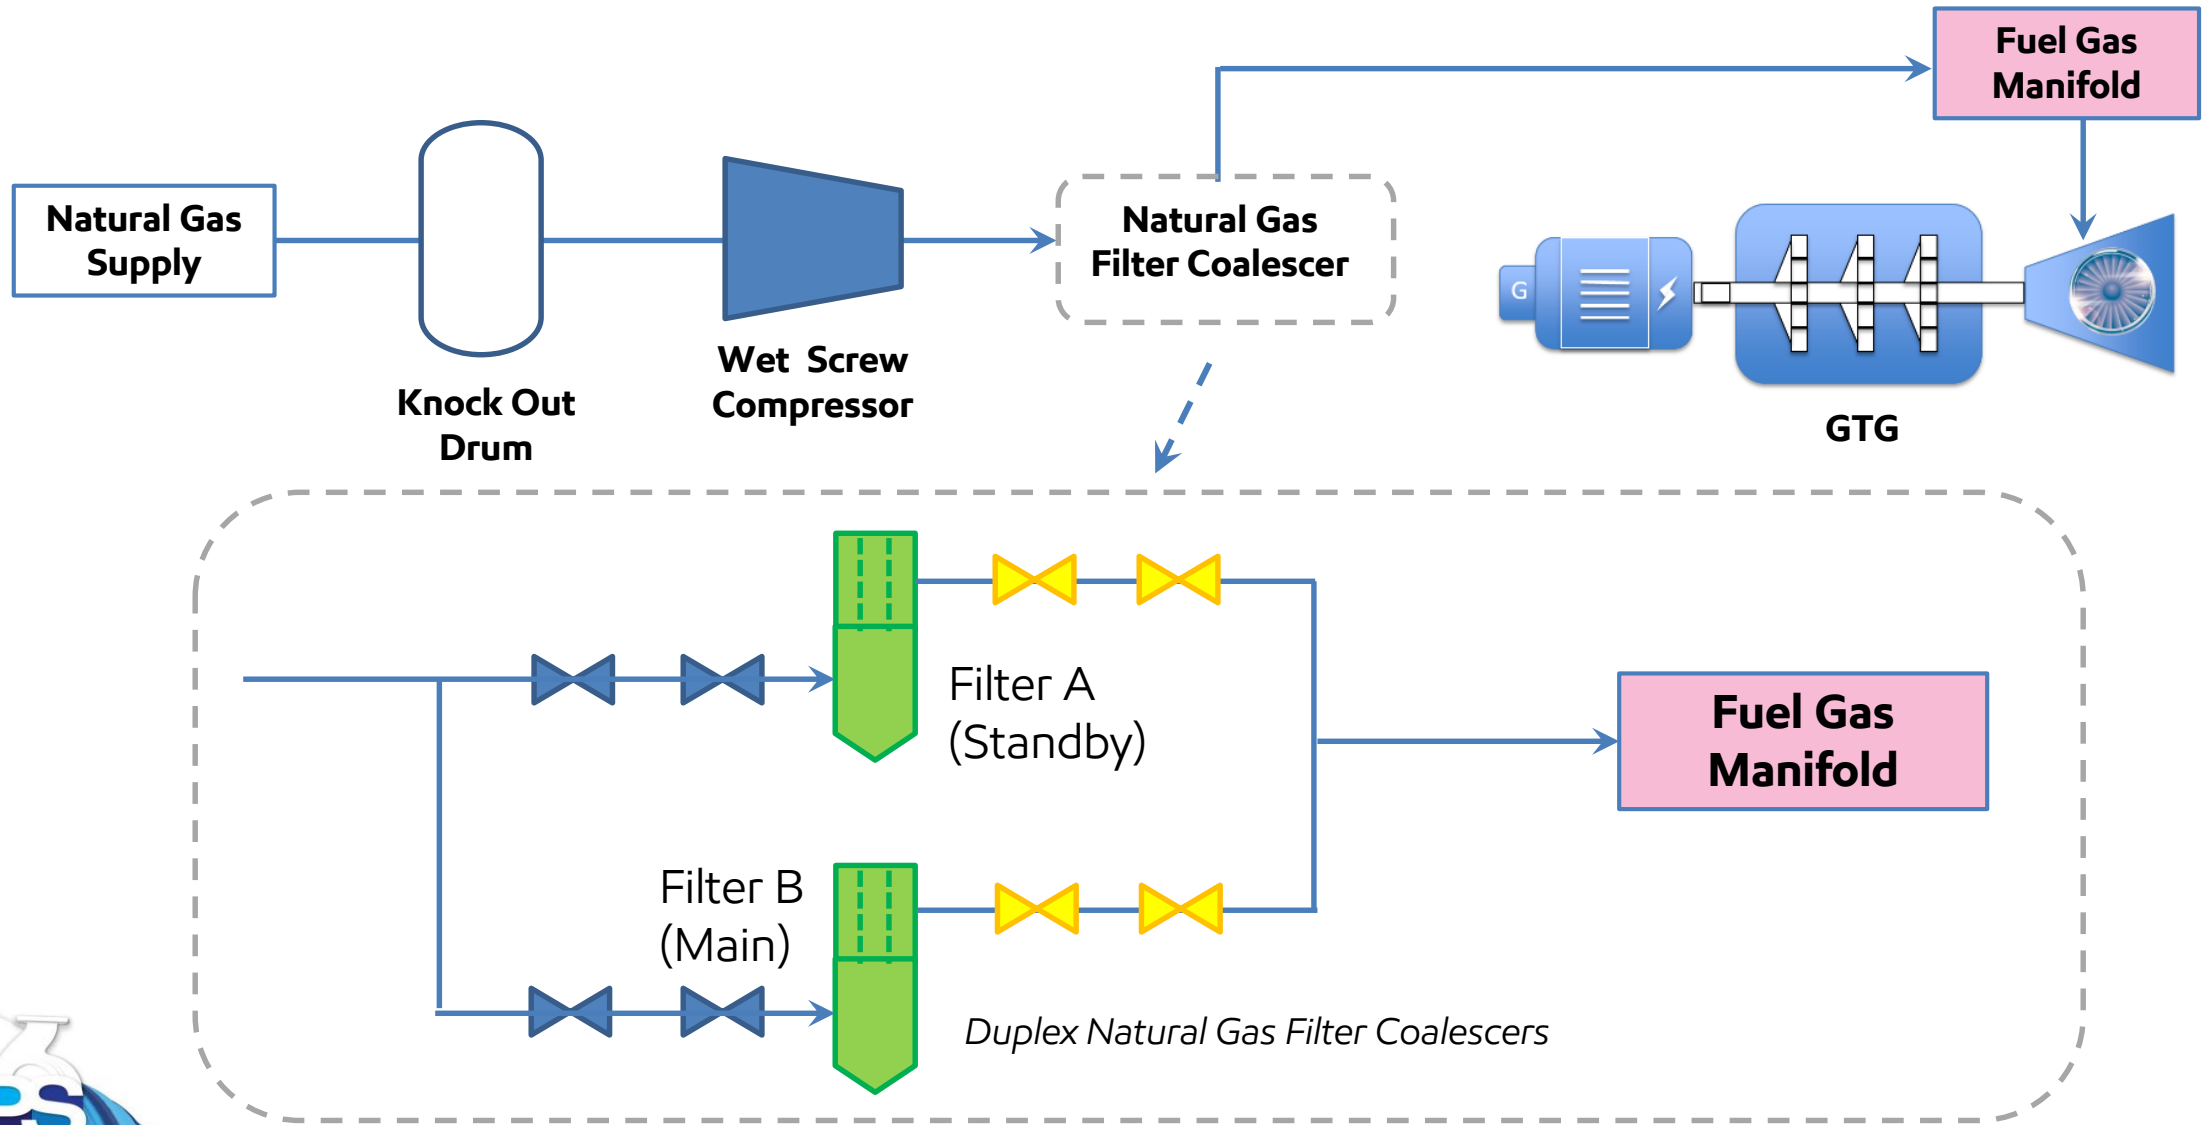 Fuel Gas
Manifold
Natural Gas
Supply
Natural Gas
Filter Coalescer
G
Wet Screw
Compressor
Knock Out
Drum
GTG
Filter A
(Standby)
Fuel Gas
Manifold
Filter B
(Main)
Duplex Natural Gas Filter Coalescers